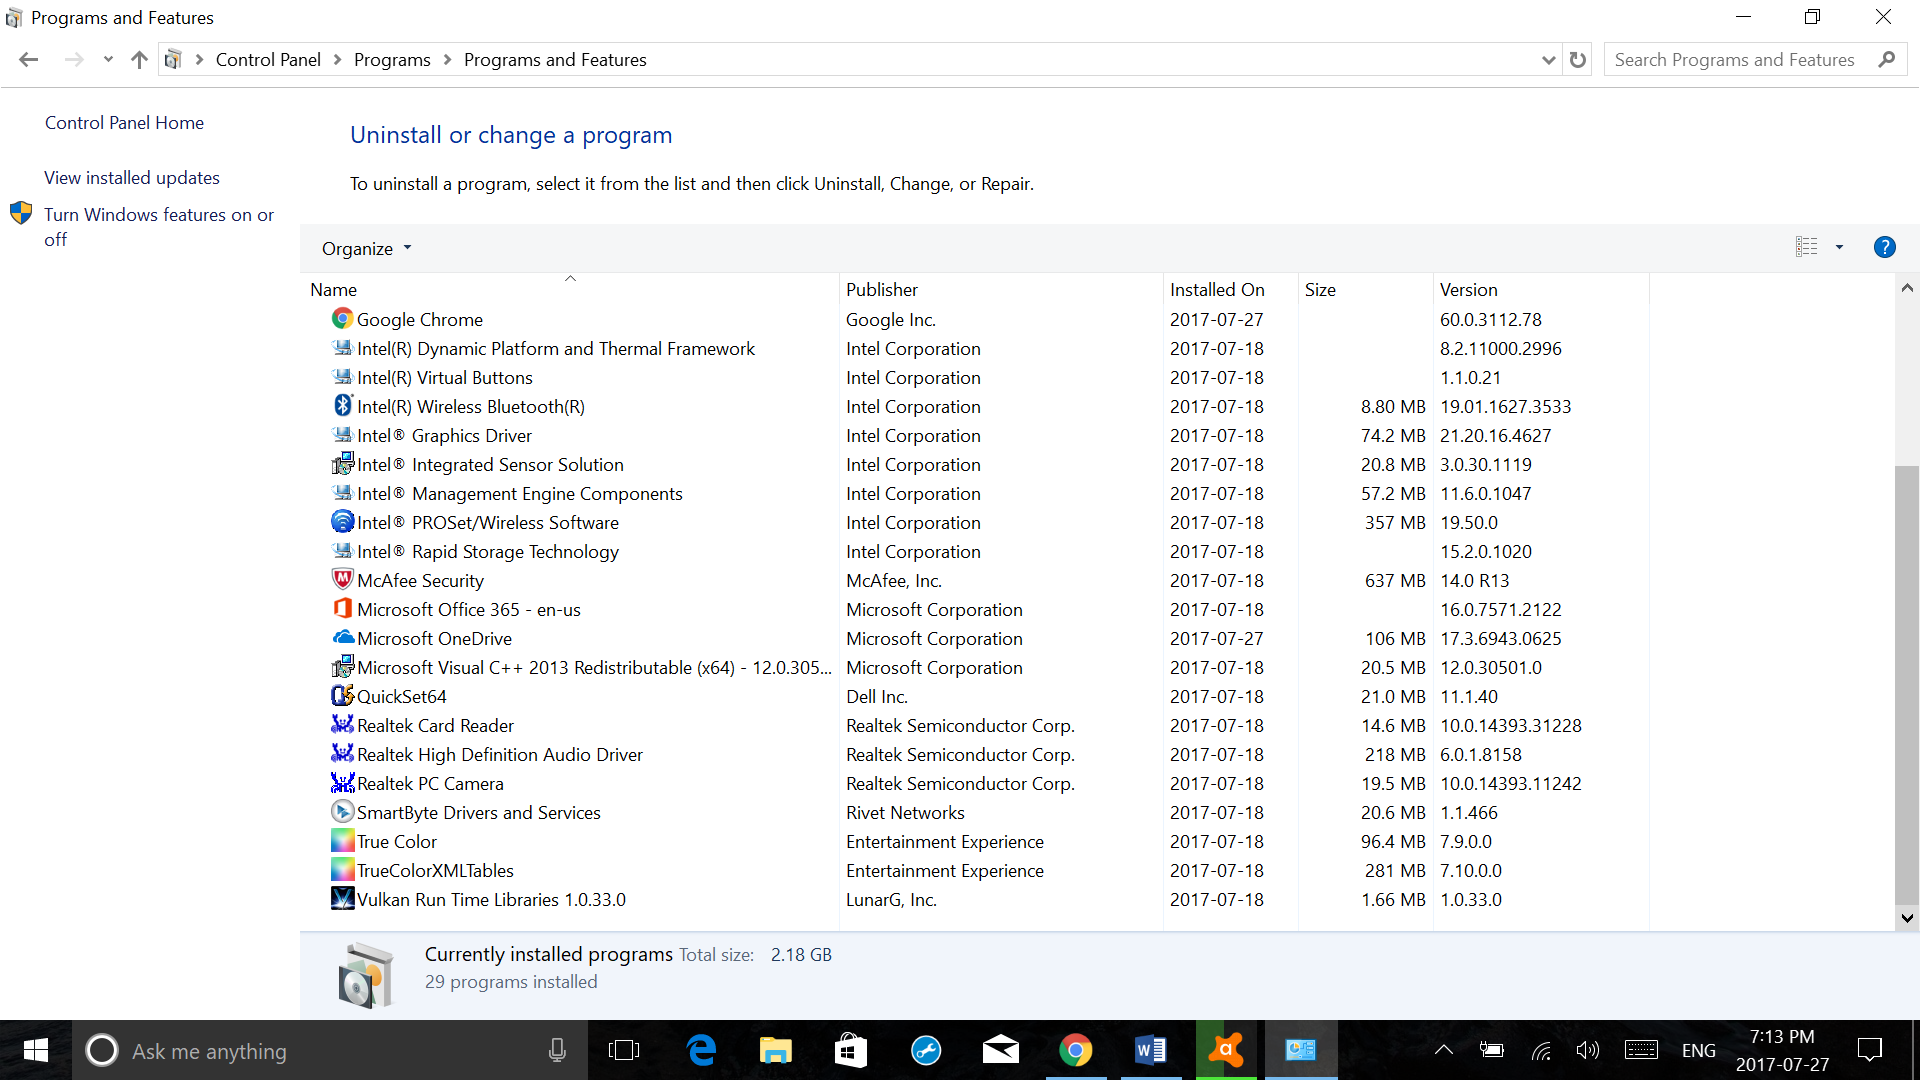 Programs and Features
Control Panel > Programs > Programs and Features
Search Programs and Features
Control Panel Home
View installed updates
Turn Windows features on or
off
Uninstall or change a program
To uninstall a program, select it from the list and then click Uninstall, Change, or Repair.
Organize
Name Publisher Installed On Size Version
Google Chrome Google Inc. 2017-07-27 60.0.3112.78
Intel(R) Dynamic Platform and Thermal Framework Intel Corporation 2017-07-18 8.2.11000.2996
Intel(R) Virtual Buttons Intel Corporation 2017-07-18 1.1.0.21
Intel(R) Wireless Bluetooth(R) Intel Corporation 2017-07-18 8.80 MB 19.01.1627.3533
Intel® Graphics Driver Intel Corporation 2017-07-18 74.2 MB 21.20.16.4627
Intel® Integrated Sensor Solution Intel Corporation 2017-07-18 20.8 MB 3.0.30.1119
Intel® Management Engine Components Intel Corporation 2017-07-18 57.2 MB 11.6.0.1047
Intel® PROSet/Wireless Software Intel Corporation 2017-07-18 357 MB 19.50.0
Intel® Rapid Storage Technology Intel Corporation 2017-07-18 15.2.0.1020
McAfee Security McAfee, Inc. 2017-07-18 637 MB 14.0 R13
Microsoft Office 365 - en-us Microsoft Corporation 2017-07-18 16.0.7571.2122
Microsoft OneDrive Microsoft Corporation 2017-07-27 106 MB 17.3.6943.0625
Microsoft Visual C++ 2013 Redistributable (x64) - 12.0.305... Microsoft Corporation 2017-07-18 20.5 MB 12.0.30501.0
QuickSet64 Dell Inc. 2017-07-18 21.0 MB 11.1.40
Realtek Card Reader Realtek Semiconductor Corp. 2017-07-18 14.6 MB 10.0.14393.31228
Realtek High Definition Audio Driver Realtek Semiconductor Corp. 2017-07-18 218 MB 6.0.1.8158
Realtek PC Camera Realtek Semiconductor Corp. 2017-07-18 19.5 MB 10.0.14393.11242
SmartByte Drivers and Services Rivet Networks 2017-07-18 20.6 MB 1.1.466
True Color Entertainment Experience 2017-07-18 96.4 MB 7.9.0.0
TrueColorXMLTables Entertainment Experience 2017-07-18 281 MB 7.10.0.0
Vulkan Run Time Libraries 1.0.33.0 LunarG, Inc. 2017-07-18 1.66 MB 1.0.33.0
Currently installed programs Total size: 2.18 GB
29 programs installed
Ask me anything
ENG
7:13 PM
2017-07-27